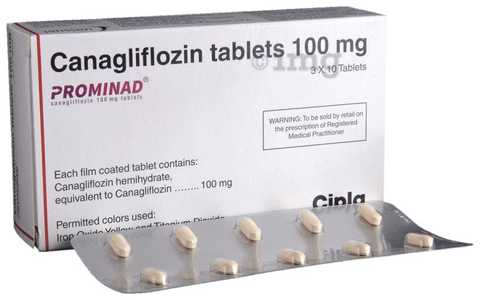 Canagliflozin tablets 100 mg
3 X 10 Tablets
PROMINAD®
canagliflozin 100 mg tablets
WARNING: To be sold by retail on
the prescription of Registered
Medical Practitioner
Each film coated tablet contains:
Canagliflozin hemihydrate,
equivalent to Canagliflozin ........ 100 mg
Cipla
Permitted colors used:
Iron Oxide Yellow and Titanium Dioxide